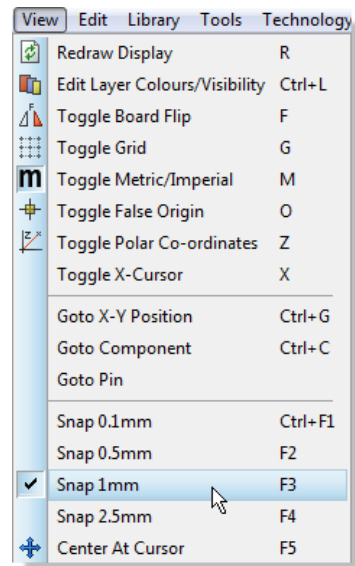 View Edit Library Tools Technology
Redraw Display R
Edit Layer Colours/Visibility Ctrl+L
F
Toggle Board Flip F
Toggle Grid G
m Toggle Metric/Imperial M
Toggle False Origin O
Z Toggle Polar Co-ordinates Z
Toggle X-Cursor X
Goto X-Y Position Ctrl+G
Goto Component Ctrl+C
Goto Pin
Snap 0.1mm Ctrl+F1
Snap 0.5mm F2
Snap 1mm F3
Snap 2.5mm F4
Center At Cursor F5